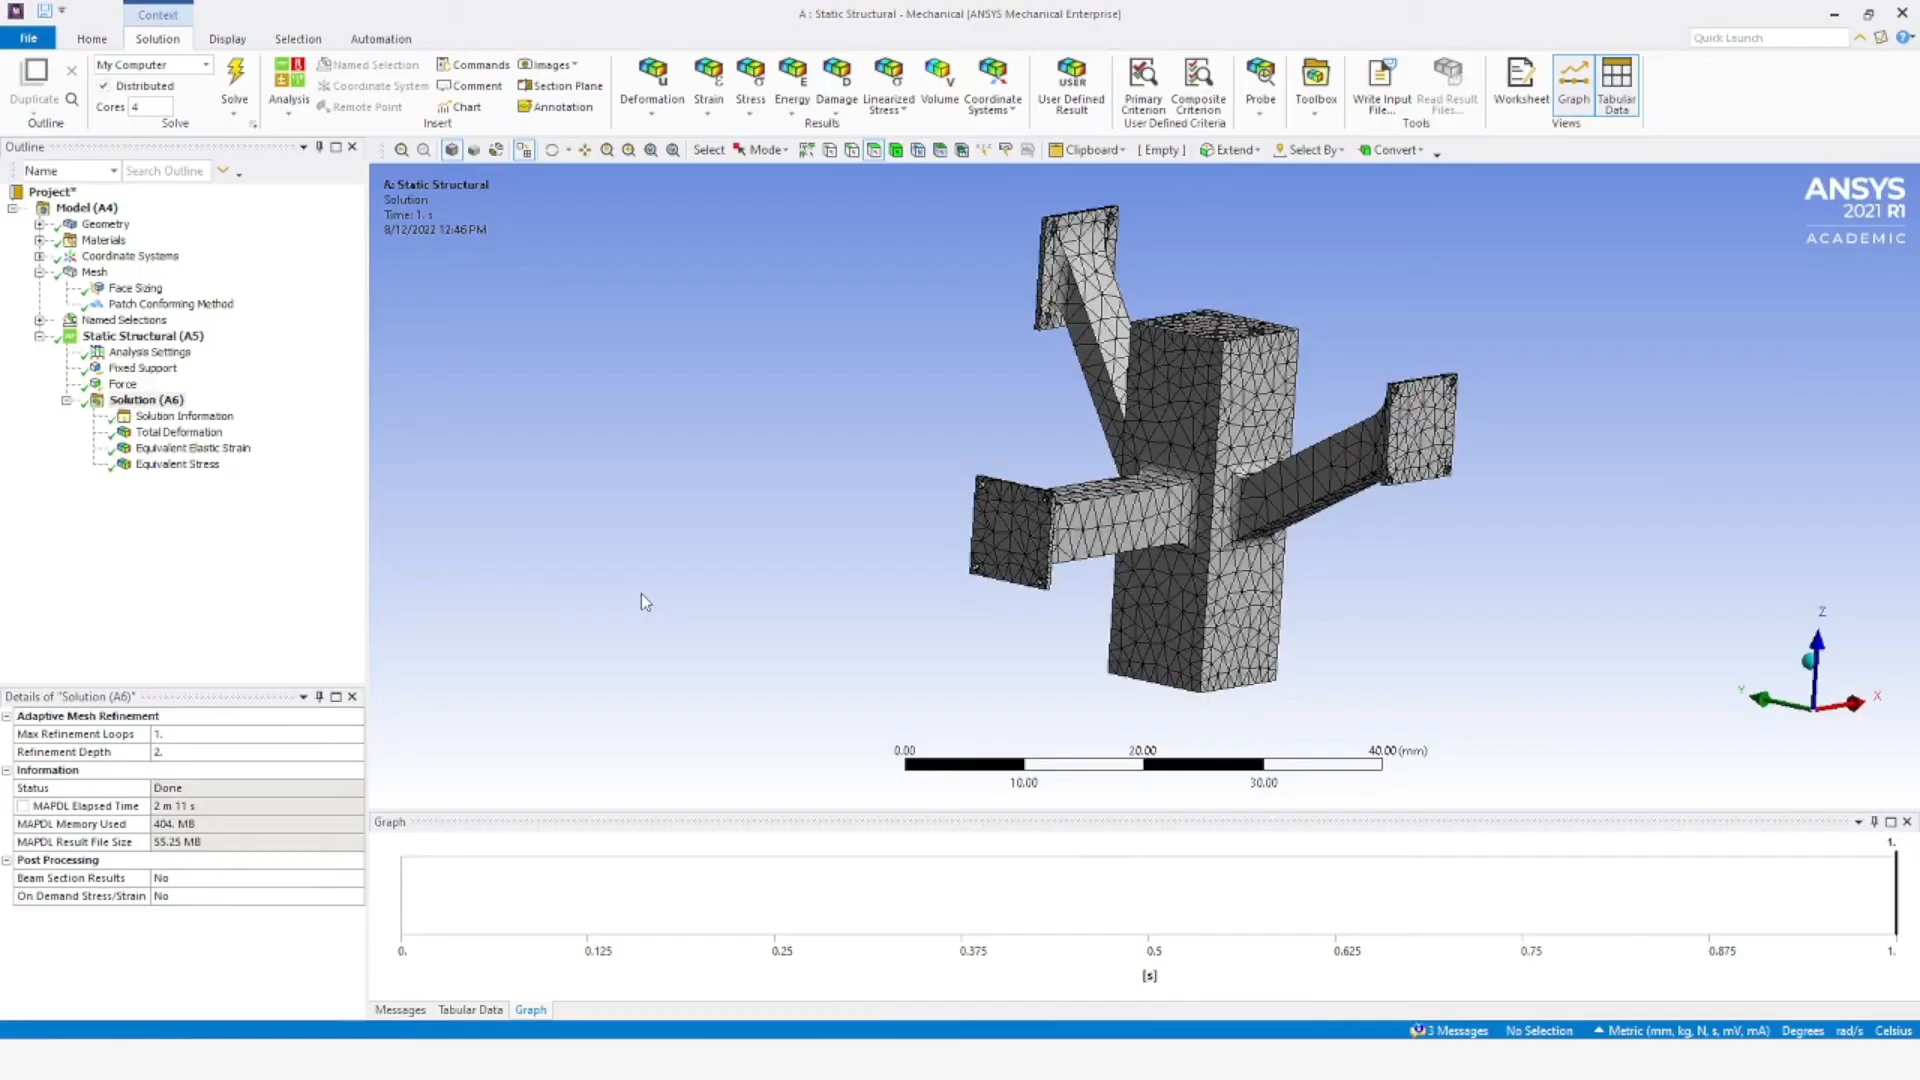 Context
A : Static Structural - Mechanical [ANSYS Mechanical Enterprise]
File Home Solution Display Selection Automation
Quick Launch
Duplicate
Outline
My Computer
Distributed
Cores 4
Solve
Solve
Analysis
Named Selection
Coordinate System
Remote Point
Commands
Comment
Chart
Images
Section Plane
Annotation
Insert
Deformation
Strain
Stress
Energy
Damage
Linearized Stress
Volume
Coordinate Systems
Results
USER
User Defined Result
Primary Criterion
Composite Criterion
User Defined Criteria
Probe
Toolbox
Write Input File...
Read Result Files...
Tools
Worksheet
Graph
Tabular Data
Views
Outline
Name Search Outline
Select Mode Clipboard [ Empty ] Extend Select By Convert
Project*
Model (A4)
Geometry
Materials
Coordinate Systems
Mesh
Face Sizing
Patch Conforming Method
Named Selections
Static Structural (A5)
Analysis Settings
Fixed Support
Force
Solution (A6)
Solution Information
Total Deformation
Equivalent Elastic Strain
Equivalent Stress
A: Static Structural
Solution
Time: 1. s
8/12/2022 12:46 PM
ANSYS
2021 R1
ACADEMIC
Z
Y
X
0.00 20.00 40.00 (mm)
10.00 30.00
Details of "Solution (A6)"
Adaptive Mesh Refinement
Max Refinement Loops 1.
Refinement Depth 2.
Information
Status Done
MAPDL Elapsed Time 2 m 11 s
MAPDL Memory Used 404. MB
MAPDL Result File Size 55.25 MB
Post Processing
Beam Section Results No
On Demand Stress/Strain No
Graph
1.
0. 0.125 0.25 0.375 0.5 0.625 0.75 0.875 1.
[s]
Messages Tabular Data Graph
3 Messages No Selection Metric (mm, kg, N, s, mV, mA) Degrees rad/s Celsius